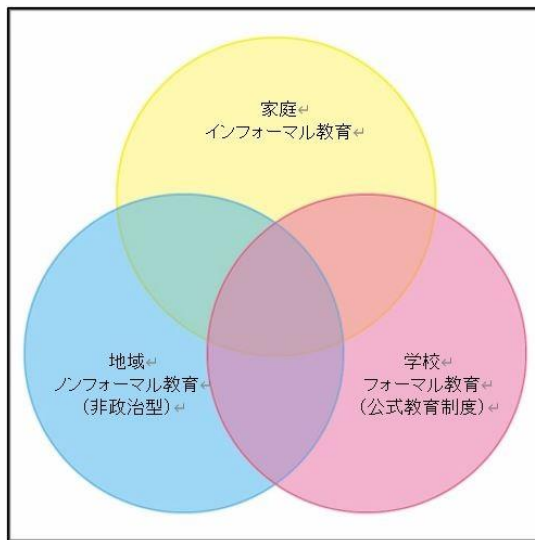 家庭↵
インフォーマル教育↵
地域↵
ノンフォーマル教育↵
(非政治型)↵
学校↵
フォーマル教育↵
(公式教育制度)↵